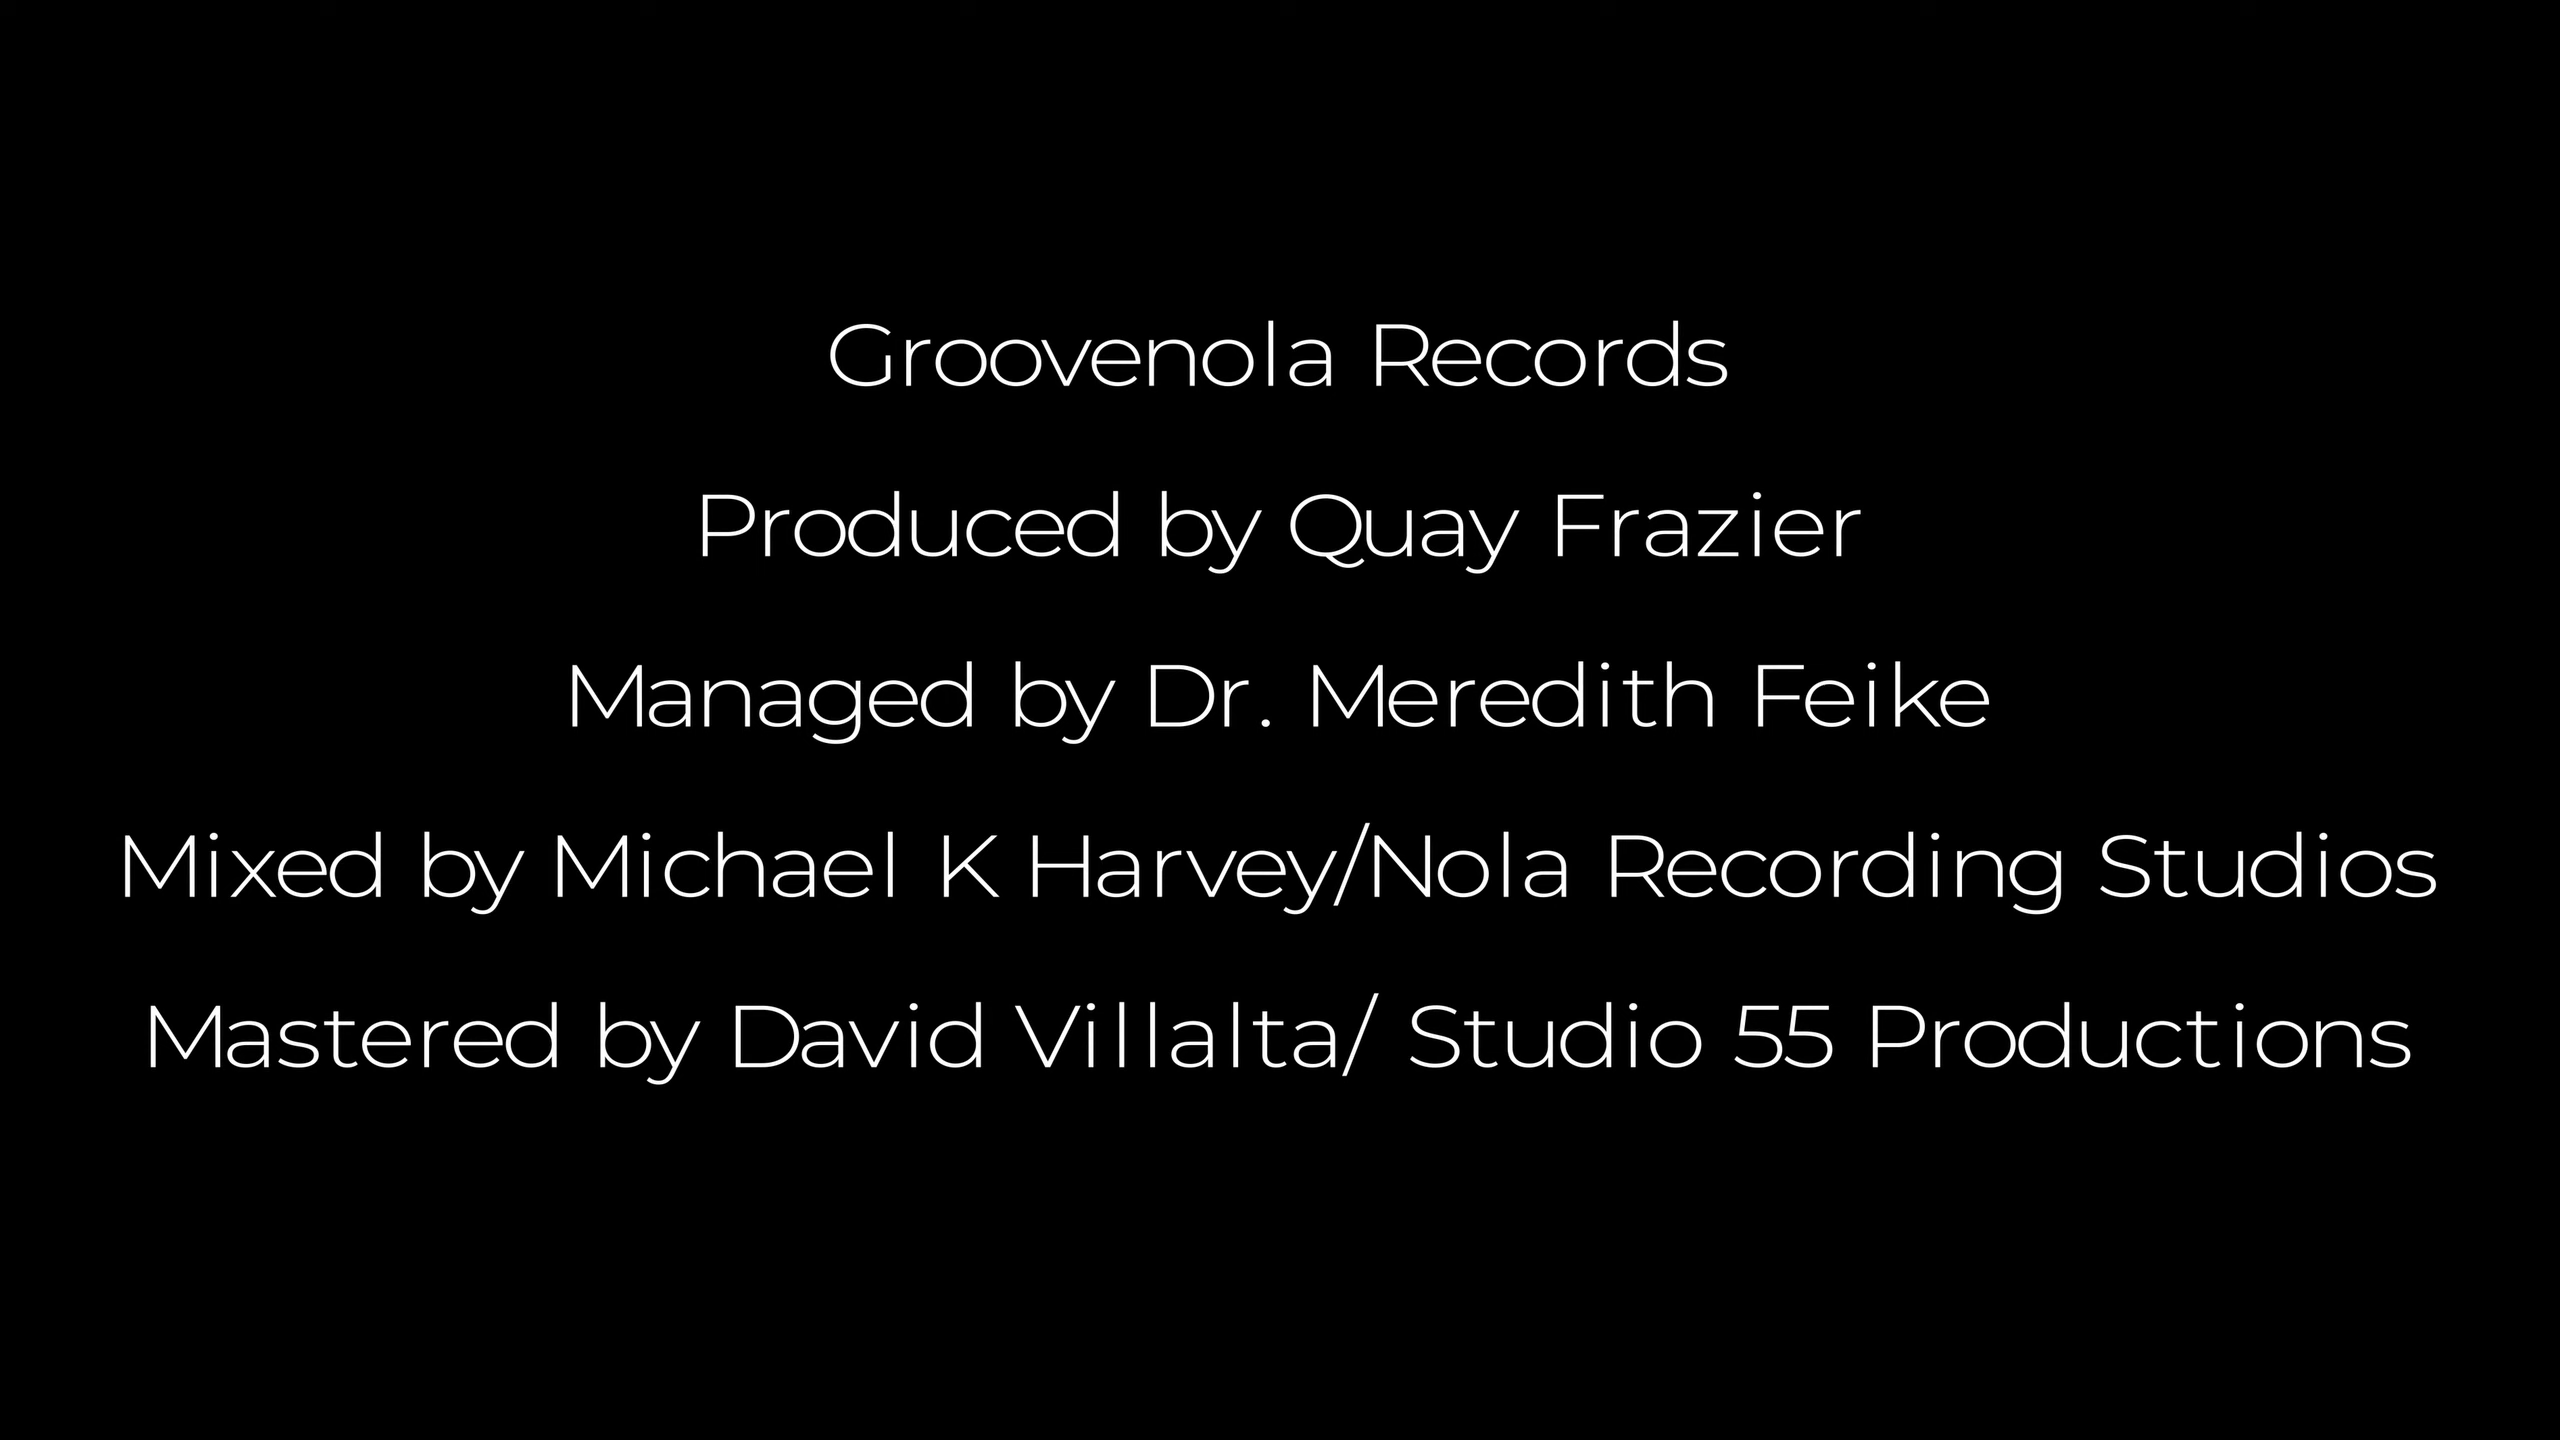 Groovenola Records
Produced by Quay Frazier
Managed by Dr. Meredith Feike
Mixed by Michael K Harvey/Nola Recording Studios
Mastered by David Villalta/ Studio 55 Productions